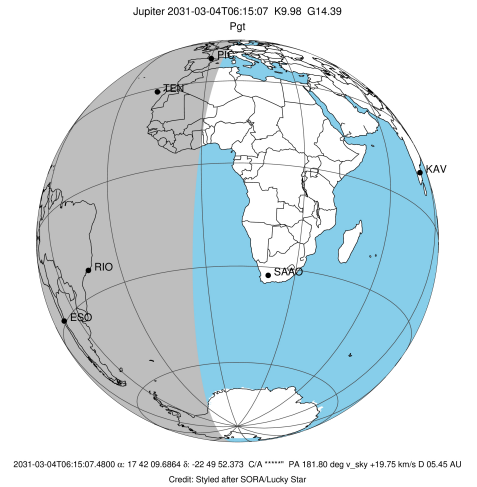 Jupiter 2031-03-04T06:15:07 K9.98 G14.39
Pgt
PIC
TEN
KAV
RIO
SAAO
ESO
2031-03-04T06:15:07.4800 α: 17 42 09.6864 δ: -22 49 52.373 C/A *****" PA 181.80 deg v_sky +19.75 km/s D 05.45 AU
Credit: Styled after SORA/Lucky Star